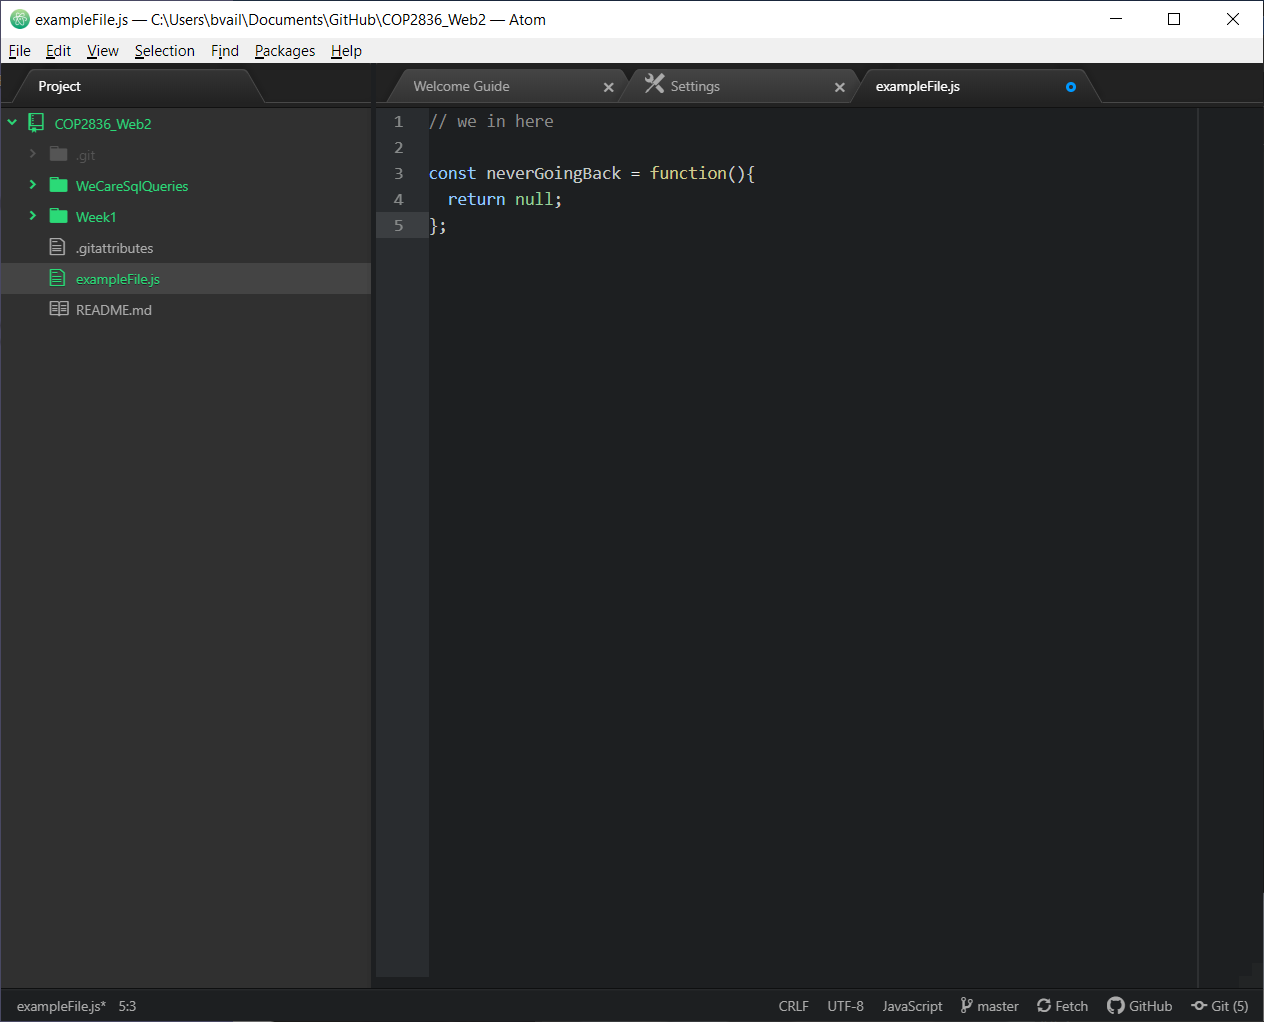 exampleFile.js — C:\Users\bvail\Documents\GitHub\COP2836_Web2 — Atom
File Edit View Selection Find Packages Help
Project
Welcome Guide
Settings
exampleFile.js
COP2836_Web2
.git
WeCareSqlQueries
Week1
.gitattributes
exampleFile.js
README.md
1 // we in here
2
3 const neverGoingBack = function(){
4   return null;
5 };
exampleFile.js* 5:3
CRLF UTF-8 JavaScript master Fetch GitHub Git (5)